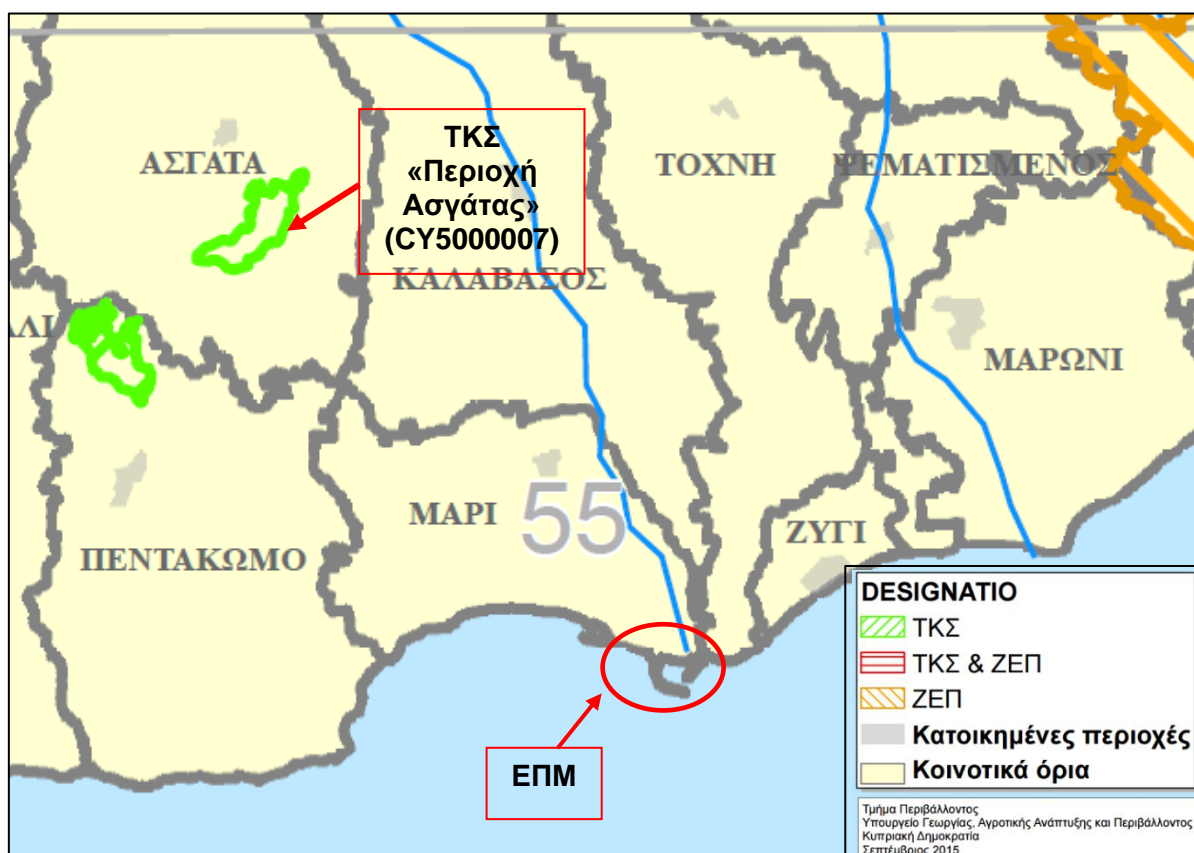 ΤΚΣ
«Περιοχή
Ασγάτας»
(CY5000007)
ΑΣΓΑΤΑ
ΤΟΧΝΗ
ΨΕΜΑΤΙΣΜΕΝΟΣ
ΚΑΛΑΒΑΣΟΣ
ΑΛΙ
ΜΑΡΩΝΙ
ΜΑΡΙ
55
ΖΥΓΙ
ΠΕΝΤΑΚΩΜΟ
ΕΠΜ
DESIGNATIO
ΤΚΣ
ΤΚΣ & ΖΕΠ
ΖΕΠ
Κατοικημένες περιοχές
Κοινοτικά όρια
Τμήμα Περιβάλλοντος
Υπουργείο Γεωργίας, Αγροτικής Ανάπτυξης και Περιβάλλοντος
Κυπριακή Δημοκρατία
Σεπτέμβριος 2015